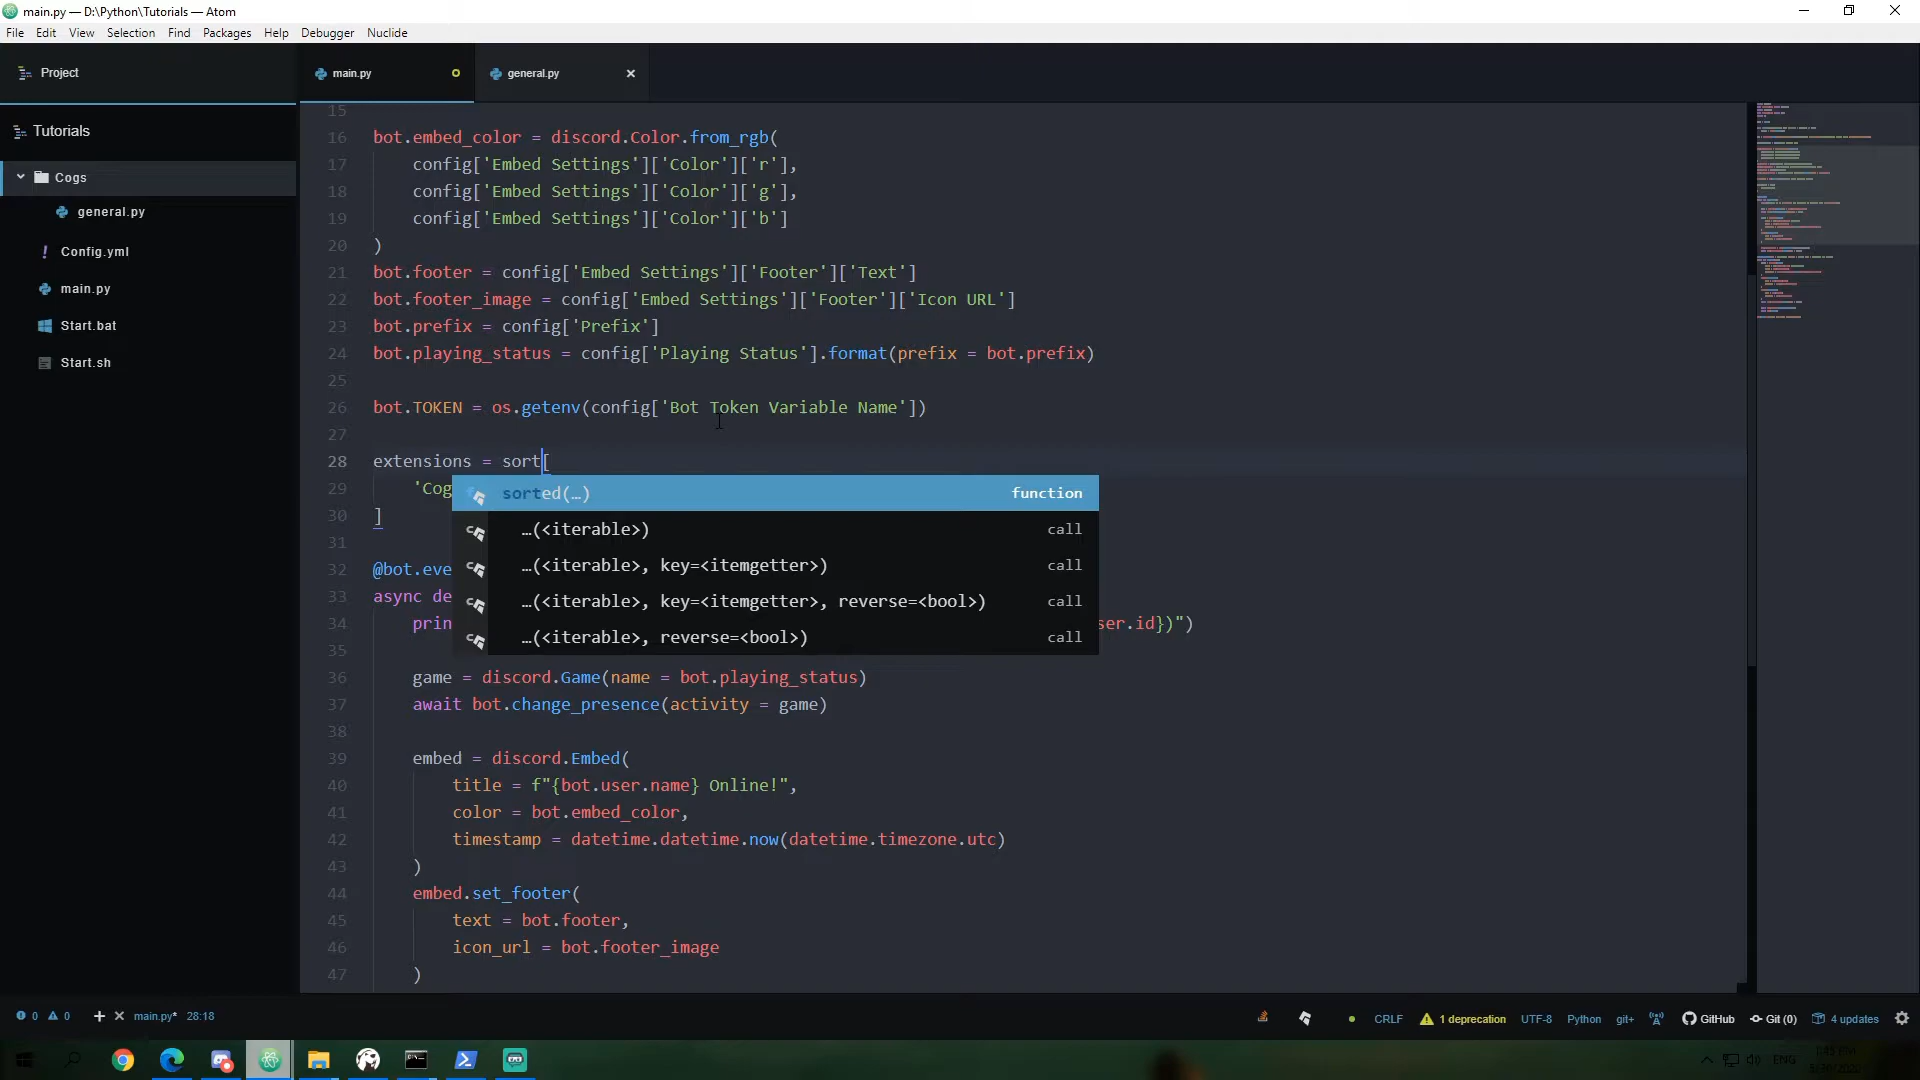 main.py — D:\Python\Tutorials — Atom
File Edit View Selection Find Packages Help Debugger Nuclide
Project
main.py
general.py
Tutorials
Cogs
general.py
Config.yml
main.py
Start.bat
Start.sh
15
16 bot.embed_color = discord.Color.from_rgb(
17 config['Embed Settings']['Color']['r'],
18 config['Embed Settings']['Color']['g'],
19 config['Embed Settings']['Color']['b']
20 )
21 bot.footer = config['Embed Settings']['Footer']['Text']
22 bot.footer_image = config['Embed Settings']['Footer']['Icon URL']
23 bot.prefix = config['Prefix']
24 bot.playing_status = config['Playing Status'].format(prefix = bot.prefix)
25
26 bot.TOKEN = os.getenv(config['Bot Token Variable Name'])
27
28 extensions = sort[
29 'Cog
30 ]
31
32 @bot.eve
33 async de
34 prin ser.id})")
35
36 game = discord.Game(name = bot.playing_status)
37 await bot.change_presence(activity = game)
38
39 embed = discord.Embed(
40 title = f"{bot.user.name} Online!",
41 color = bot.embed_color,
42 timestamp = datetime.datetime.now(datetime.timezone.utc)
43 )
44 embed.set_footer(
45 text = bot.footer,
46 icon_url = bot.footer_image
47 )
sorted(…) function
…(<iterable>) call
…(<iterable>, key=<itemgetter>) call
…(<iterable>, key=<itemgetter>, reverse=<bool>) call
…(<iterable>, reverse=<bool>) call
0 0 main.py* 28:18
CRLF 1 deprecation UTF-8 Python git+ GitHub Git (0) 4 updates
ENG